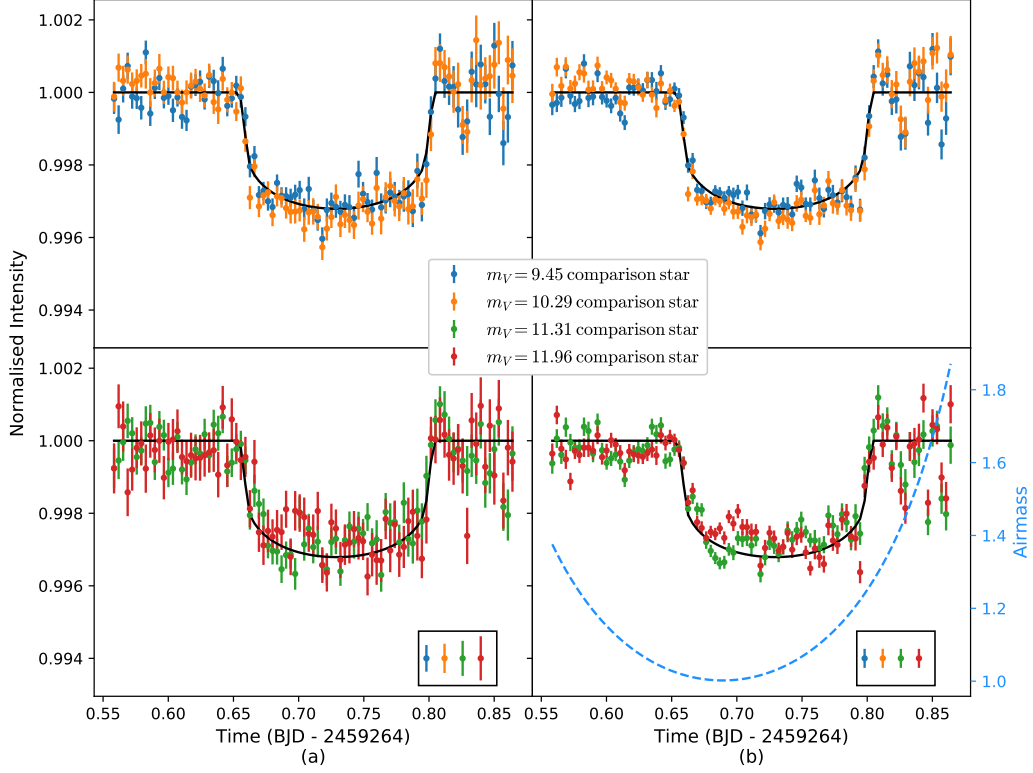 1.002
1.000
0.998
0.996
0.994
Normalised Intensity
m_V = 9.45 comparison star
m_V = 10.29 comparison star
m_V = 11.31 comparison star
m_V = 11.96 comparison star
1.002
1.000
0.998
0.996
0.994
1.8
1.6
1.4
1.2
1.0
Airmass
0.55 0.60 0.65 0.70 0.75 0.80 0.85
0.55 0.60 0.65 0.70 0.75 0.80 0.85
Time (BJD - 2459264)
Time (BJD - 2459264)
(a)
(b)